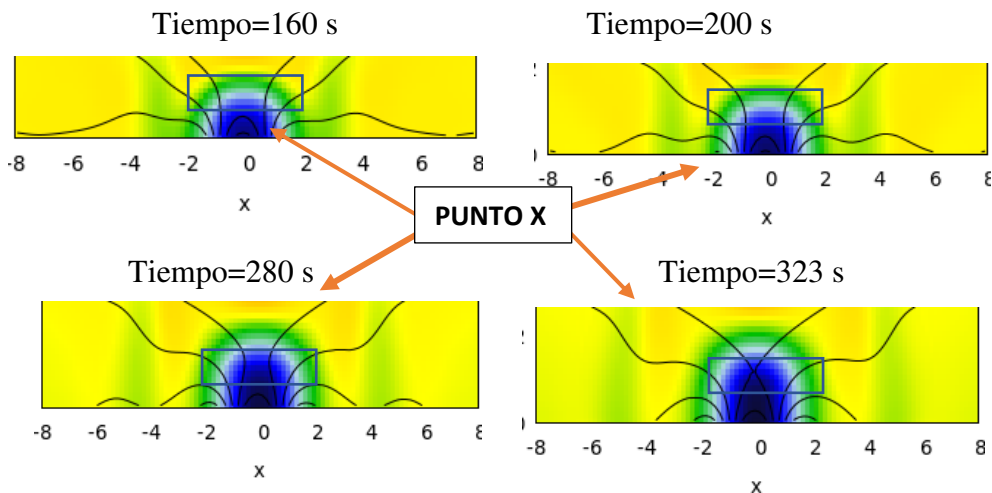 Tiempo=160 s
Tiempo=200 s
-8 -6 -4 -2 0 2 4 6 8
x
0
-8 -6 -4 -2 0 2 4 6 8
x
PUNTO X
Tiempo=280 s
Tiempo=323 s
-8 -6 -4 -2 0 2 4 6
x
-8 -6 -4 -2 0 2 4 6 8
x